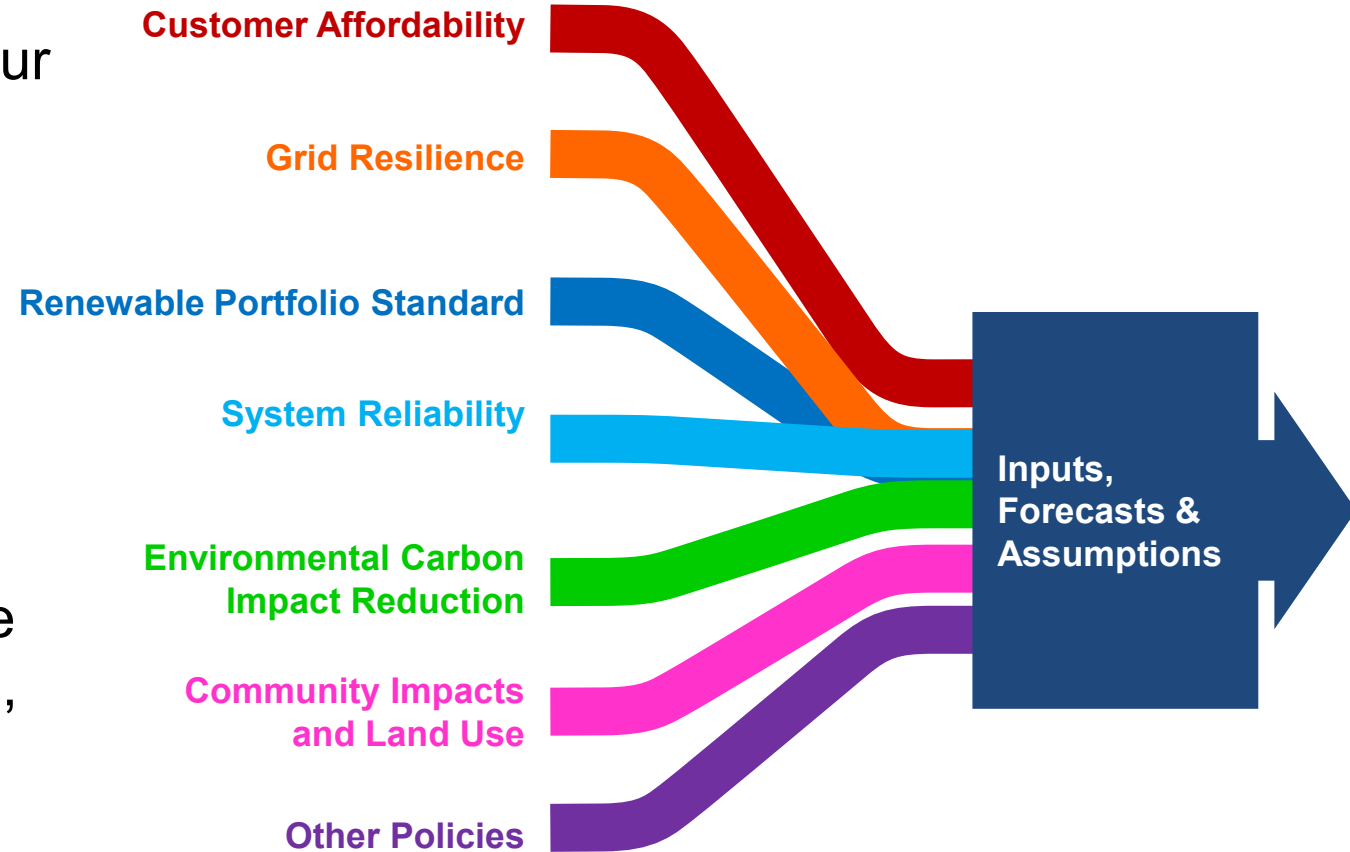 Customer Affordability
ur
Grid Resilience
Renewable Portfolio Standard
System Reliability
Inputs,
Forecasts &
Assumptions
Environmental Carbon
Impact Reduction
e
,
Community Impacts
and Land Use
Other Policies